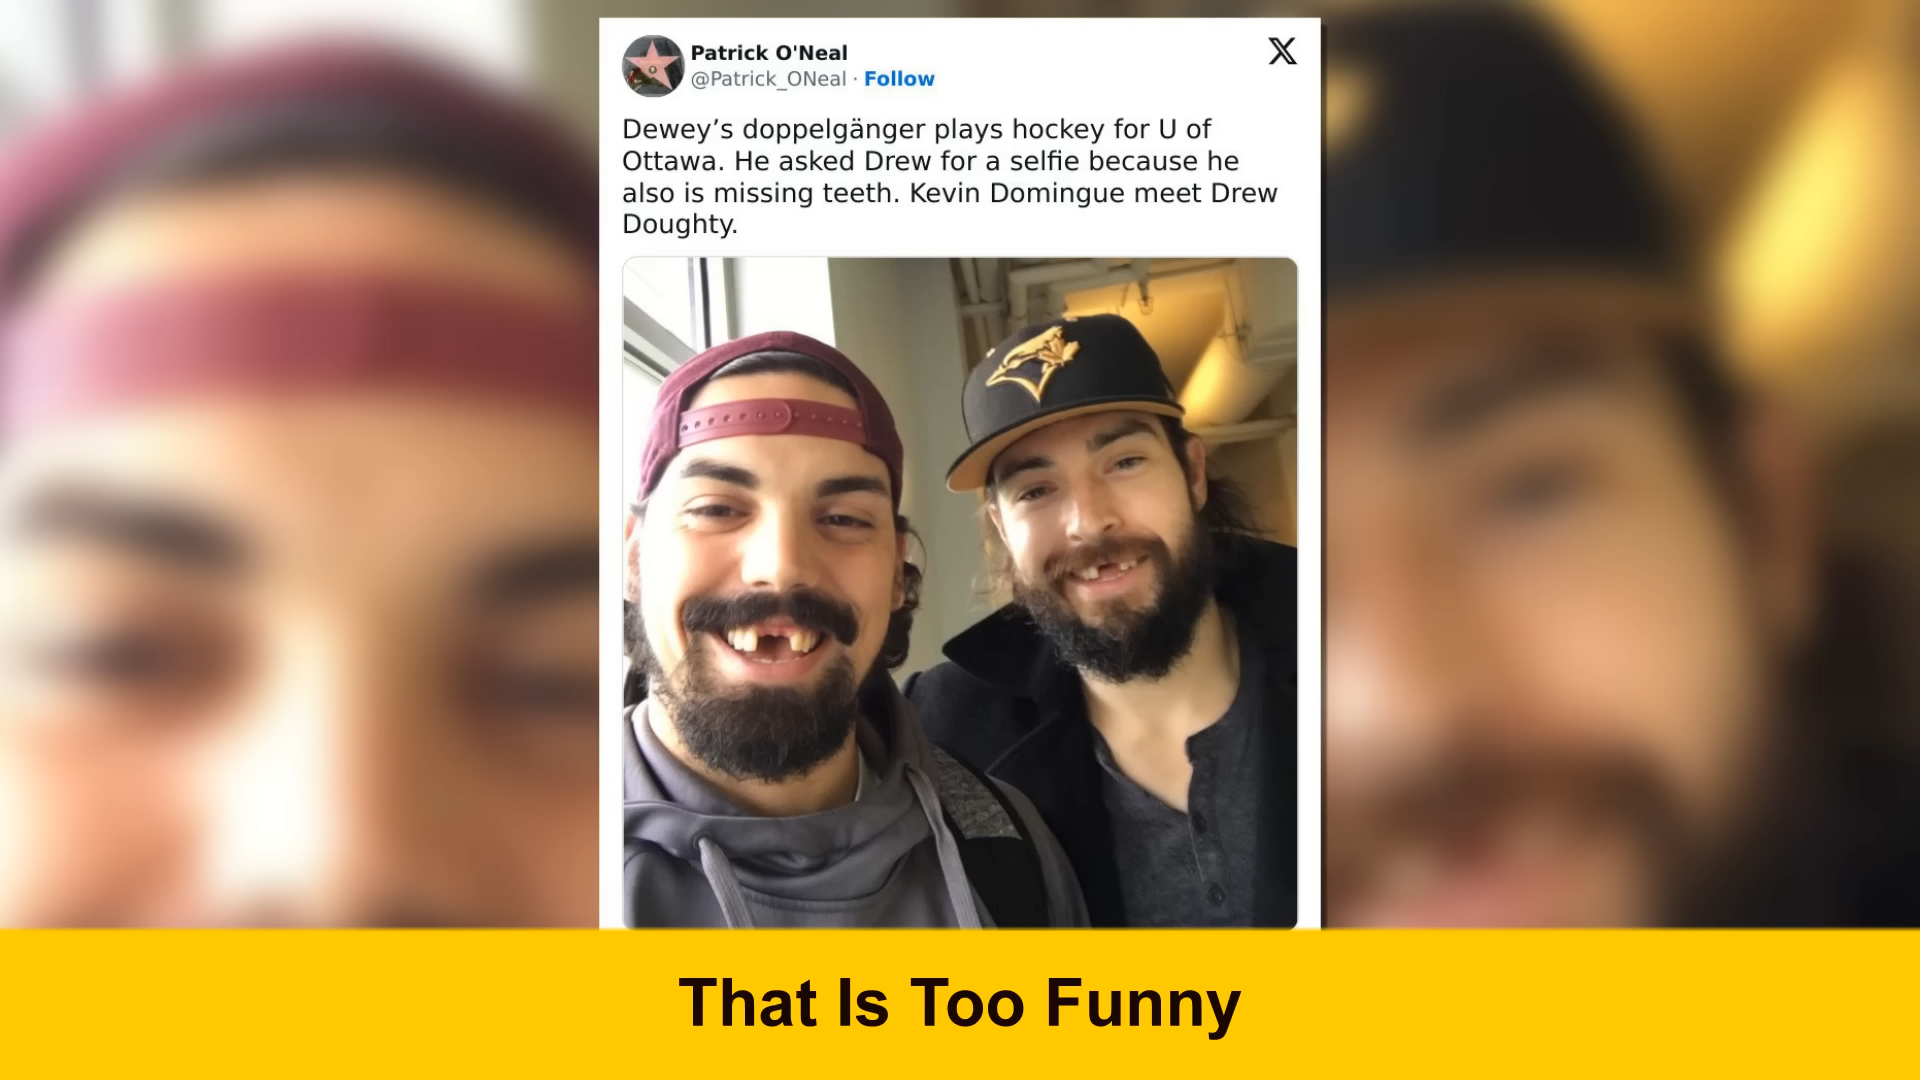 Patrick O'Neal
@Patrick_ONeal · Follow
Dewey’s doppelgänger plays hockey for U of
Ottawa. He asked Drew for a selfie because he
also is missing teeth. Kevin Domingue meet Drew
Doughty.
That Is Too Funny